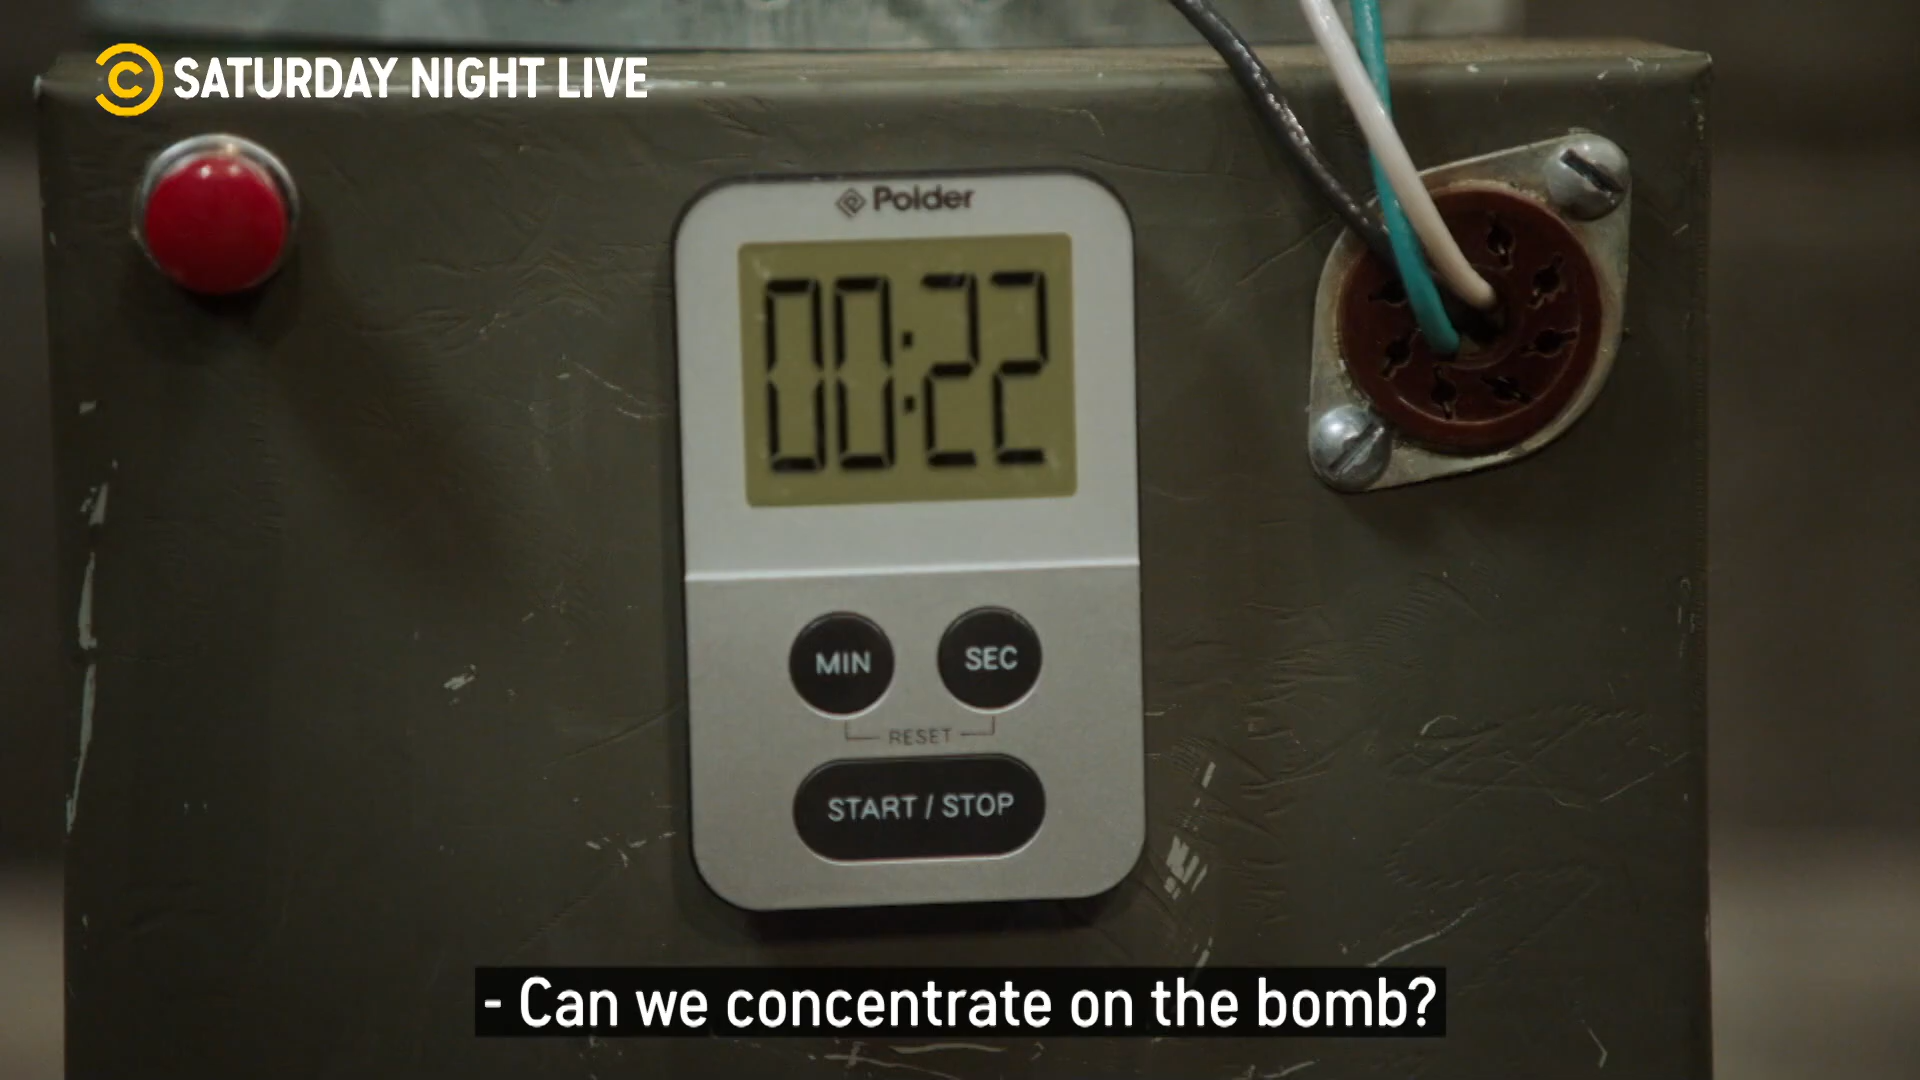 SATURDAY NIGHT LIVE
Polder
00:22
MIN SEC
RESET
START / STOP
- Can we concentrate on the bomb?